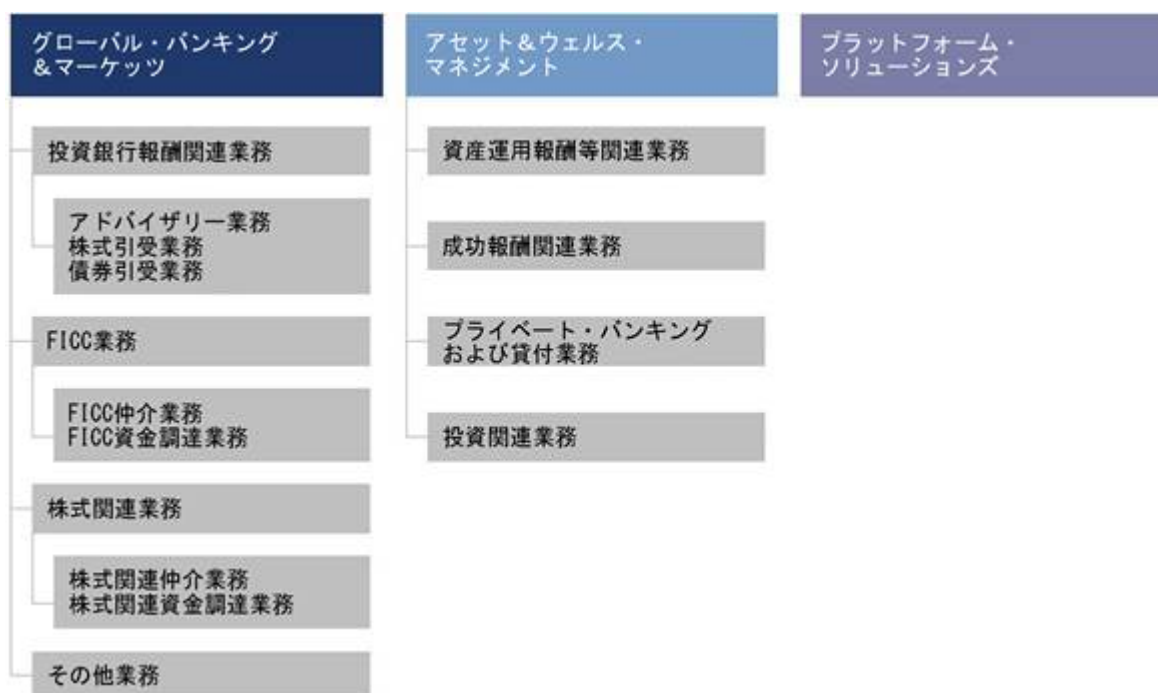 グローバル・バンキング
&マーケッツ
投資銀行報酬関連業務
アドバイザリー業務
株式引受業務
債券引受業務
FICC業務
FICC仲介業務
FICC資金調達業務
株式関連業務
株式関連仲介業務
株式関連資金調達業務
その他業務
アセット&ウェルス・
マネジメント
資産運用報酬等関連業務
成功報酬関連業務
プライベート・バンキング
および貸付業務
投資関連業務
プラットフォーム・
ソリューションズ